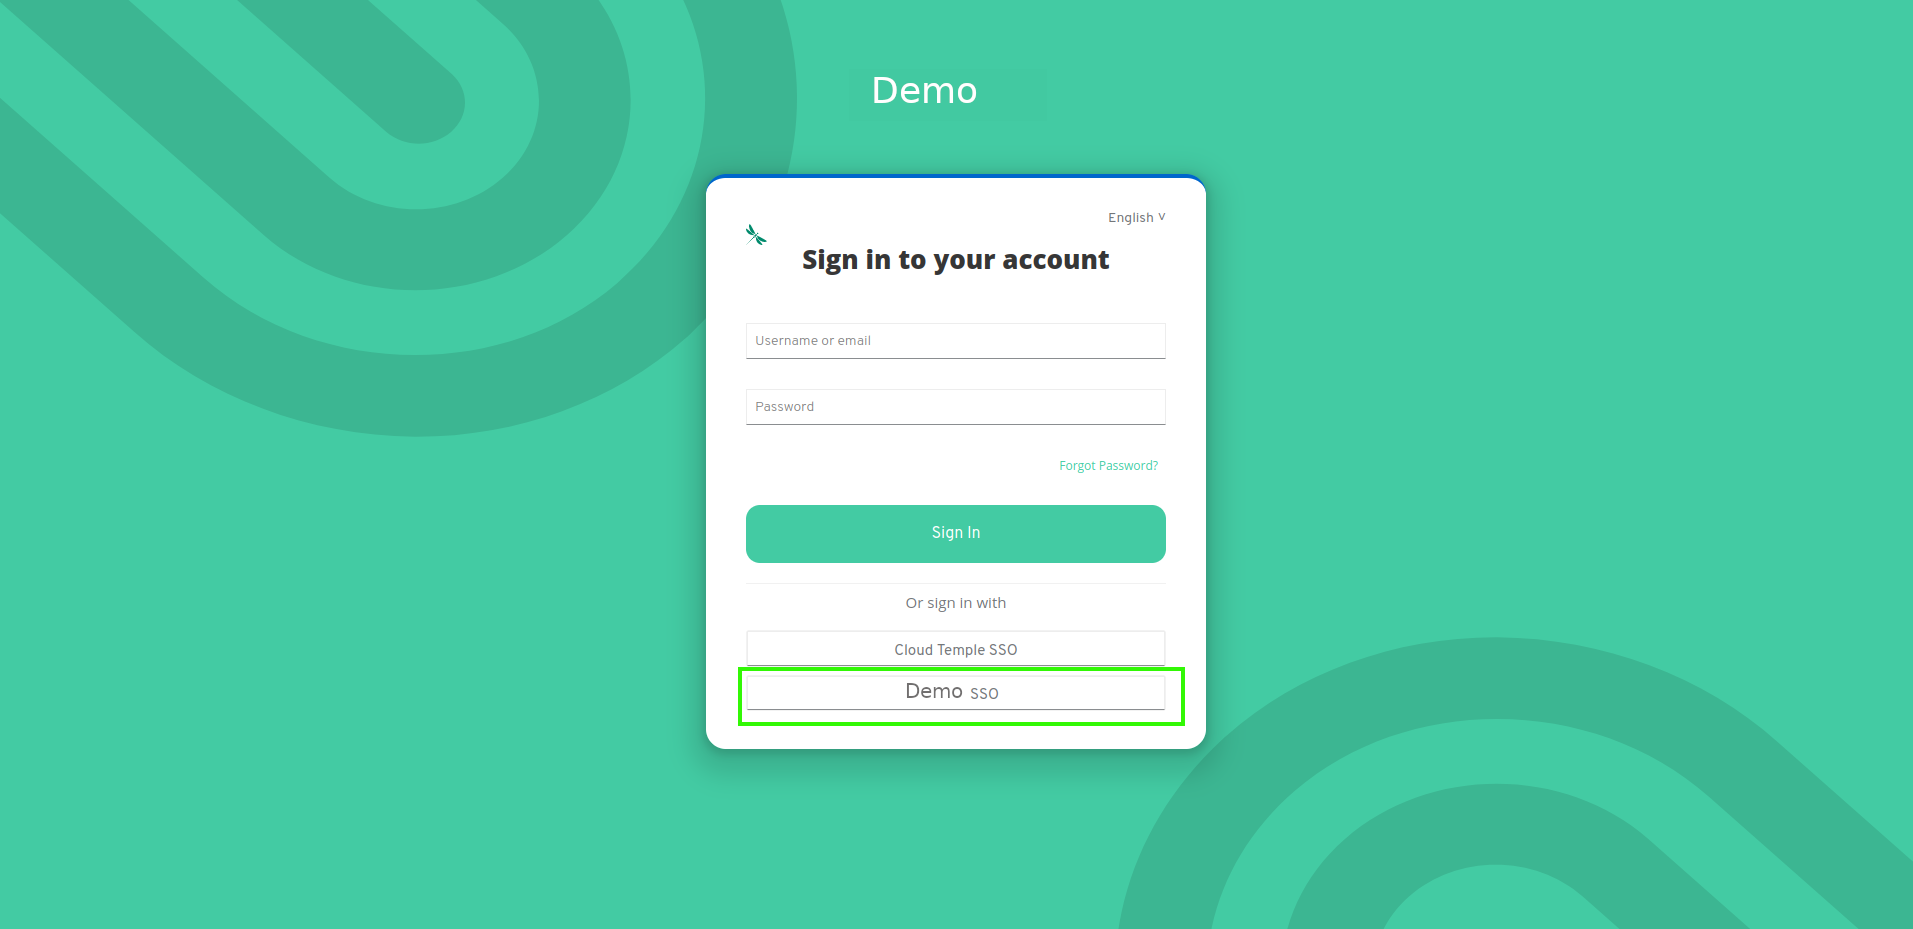 Demo
English ˅
Sign in to your account
Username or email
Password
Forgot Password?
Sign In
Or sign in with
Cloud Temple SSO
Demo SSO